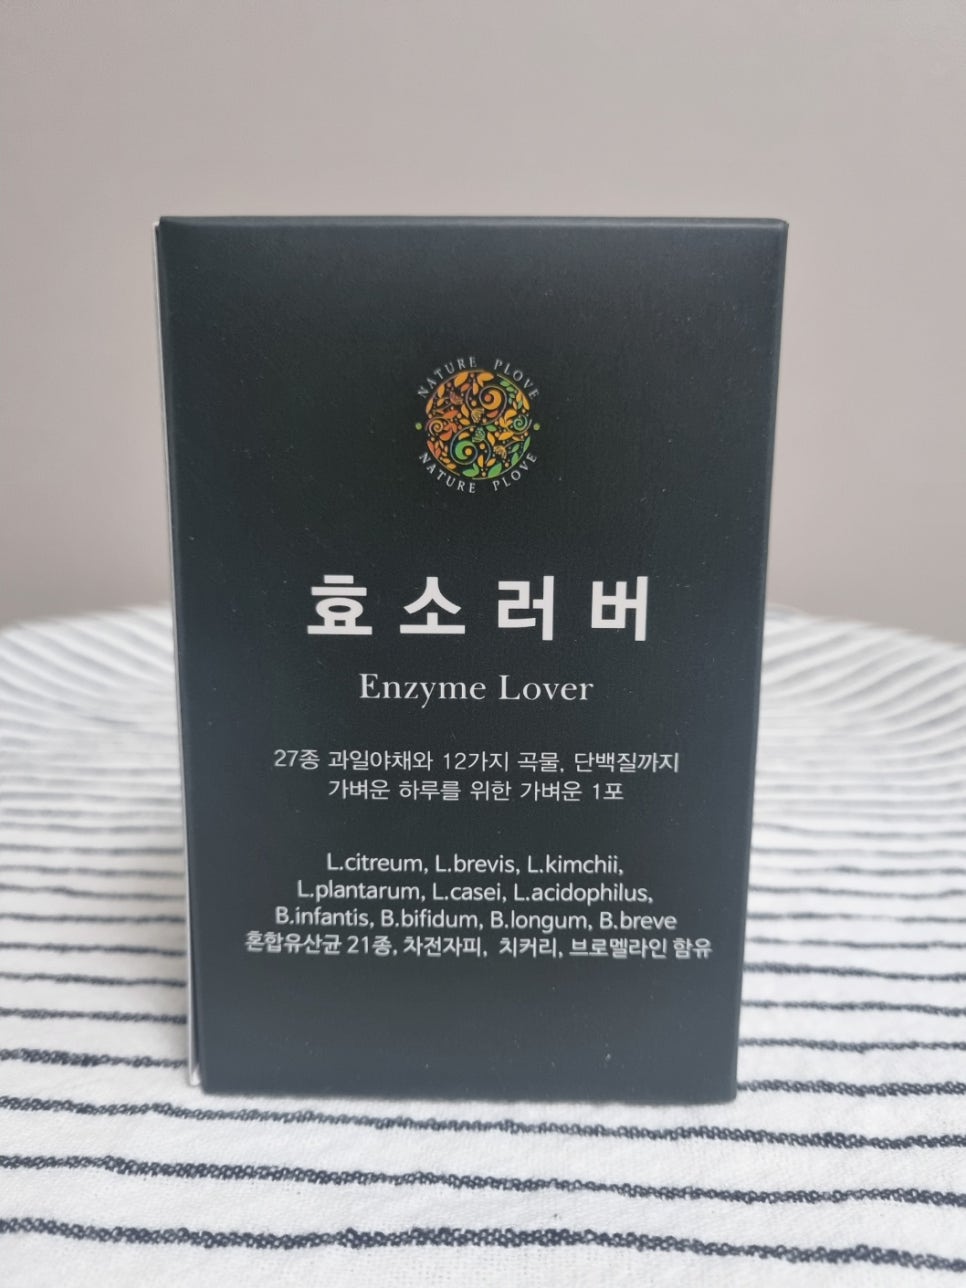 NATURE PLOVE
NATURE PLOVE
효소러버
Enzyme Lover
27종 과일야채와 12가지 곡물, 단백질까지
가벼운 하루를 위한 가벼운 1포
L.citreum, L.brevis, L.kimchii,
L.plantarum, L.casei, L.acidophilus,
B.infantis, B.bifidum, B.longum, B.breve
혼합유산균 21종, 차전자피, 치커리, 브로멜라인 함유